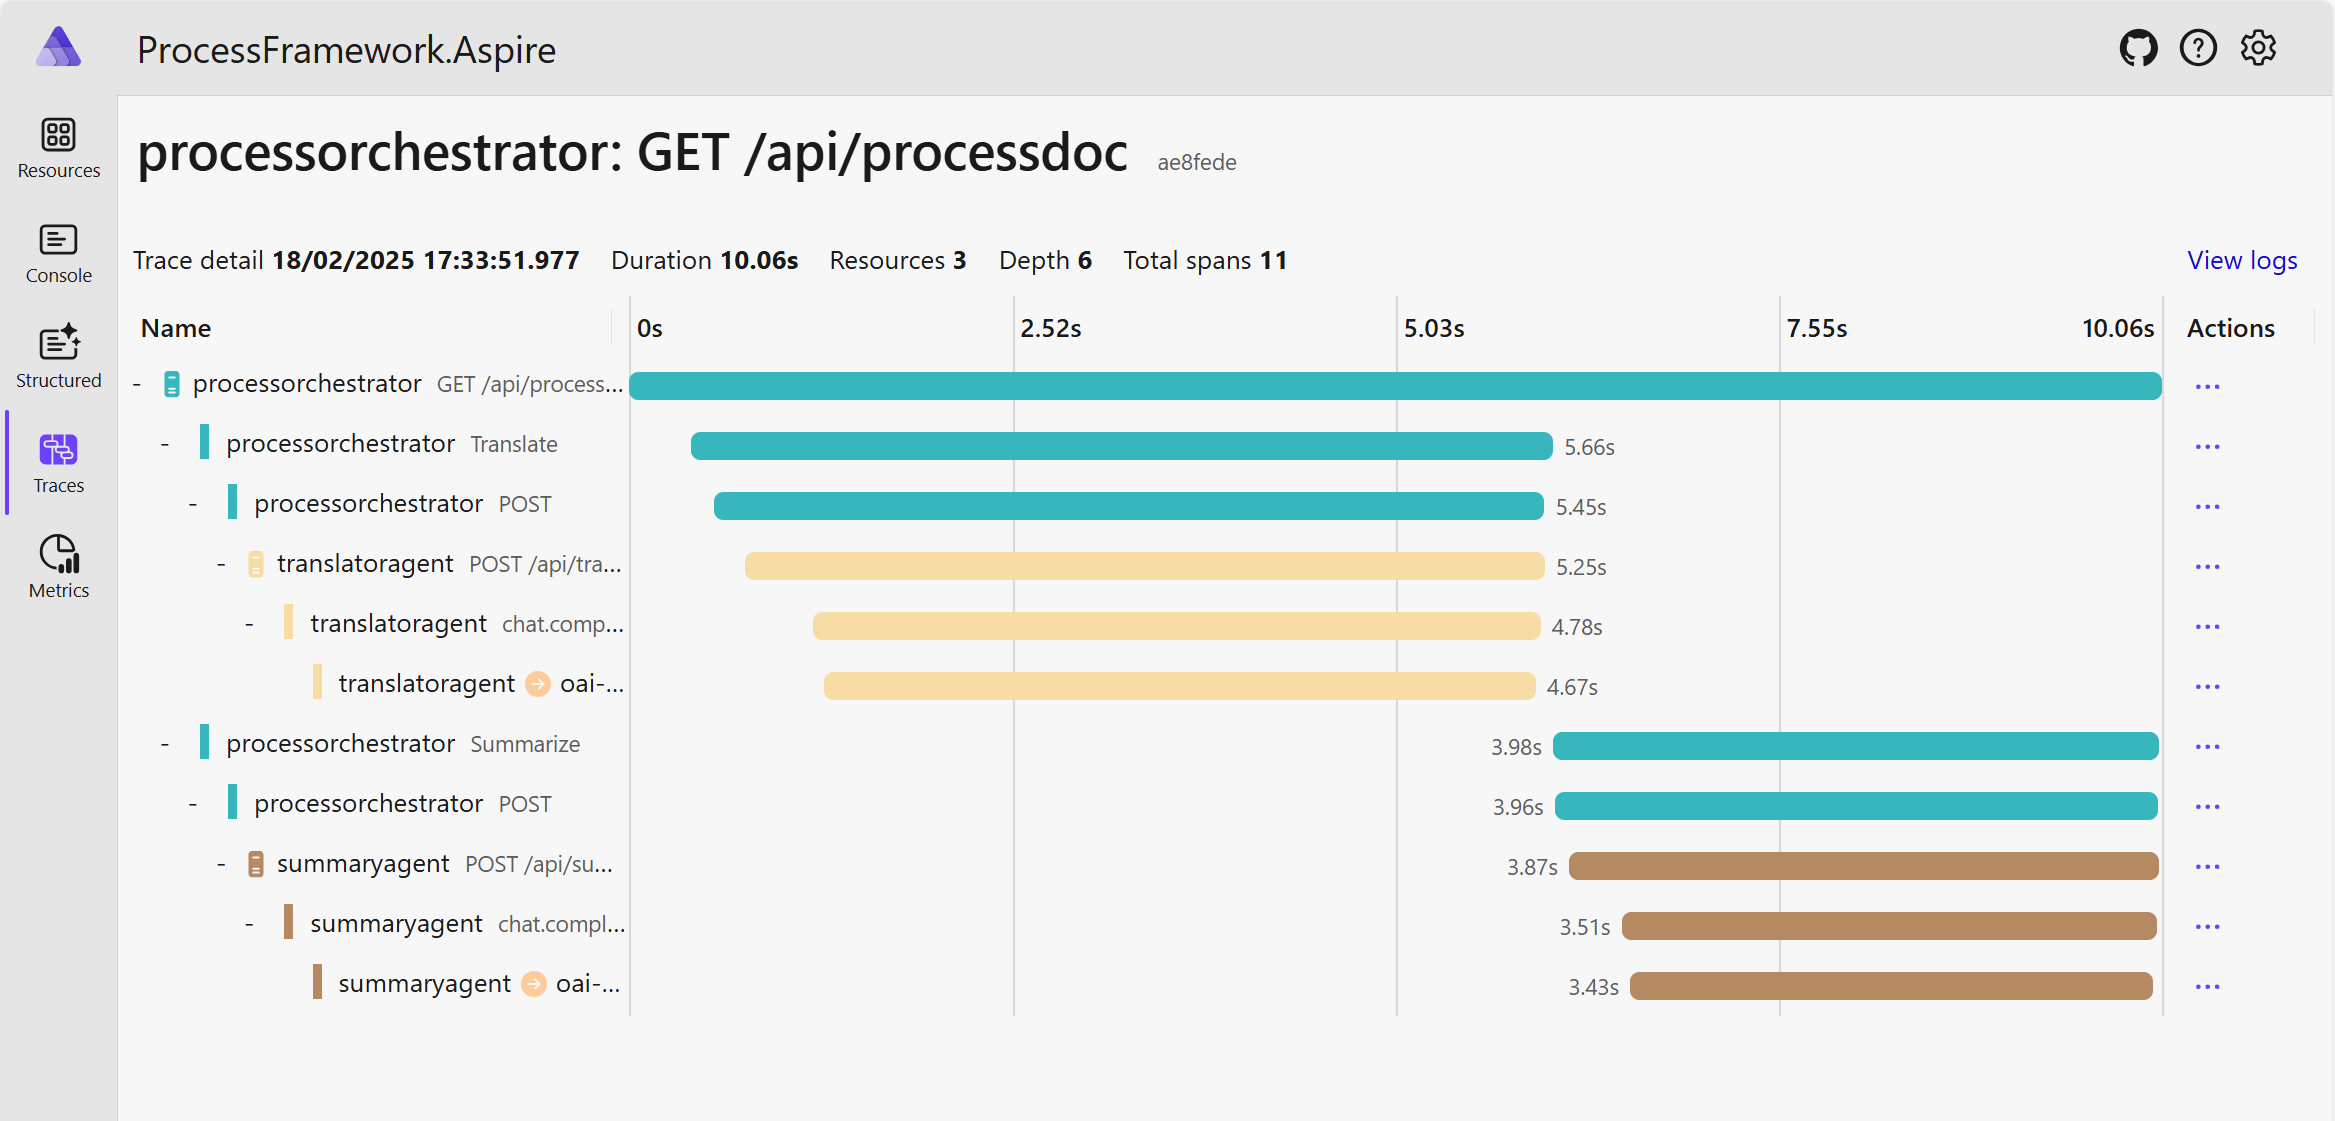 ProcessFramework.Aspire
Resources
Console
Structured
Traces
Metrics
processorchestrator: GET /api/processdoc ae8fede
Trace detail 18/02/2025 17:33:51.977 Duration 10.06s Resources 3 Depth 6 Total spans 11 View logs
Name 0s 2.52s 5.03s 7.55s 10.06s Actions
- processorchestrator GET /api/process... ...
- processorchestrator Translate 5.66s ...
- processorchestrator POST 5.45s ...
- translatoragent POST /api/tra... 5.25s ...
- translatoragent chat.comp... 4.78s ...
translatoragent oai-... 4.67s ...
- processorchestrator Summarize 3.98s ...
- processorchestrator POST 3.96s ...
- summaryagent POST /api/su... 3.87s ...
- summaryagent chat.compl... 3.51s ...
summaryagent oai-... 3.43s ...